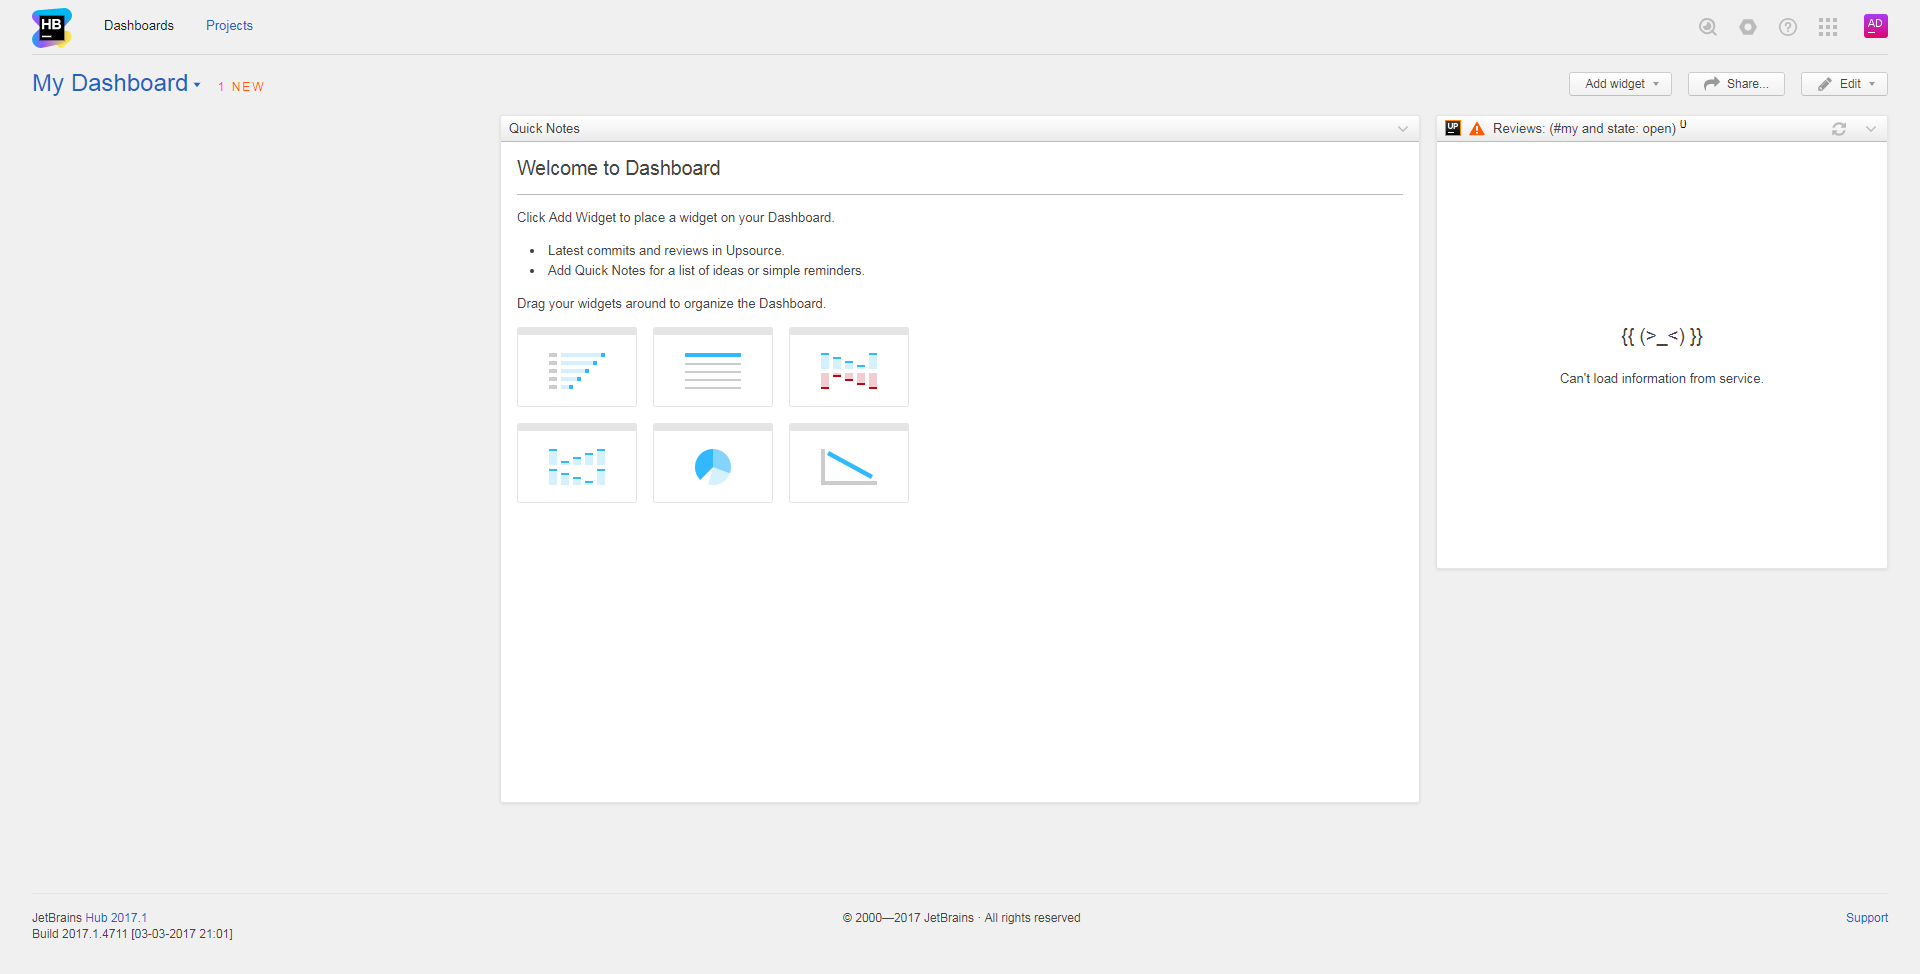 HB
Dashboards
Projects
AD
My Dashboard
1 NEW
Add widget
Share...
Edit
Quick Notes
Welcome to Dashboard
Click Add Widget to place a widget on your Dashboard.
• Latest commits and reviews in Upsource.
• Add Quick Notes for a list of ideas or simple reminders.
Drag your widgets around to organize the Dashboard.
UP
Reviews: (#my and state: open) 0
{{ (>_<) }}
Can't load information from service.
JetBrains Hub 2017.1
Build 2017.1.4711 [03-03-2017 21:01]
© 2000—2017 JetBrains · All rights reserved
Support